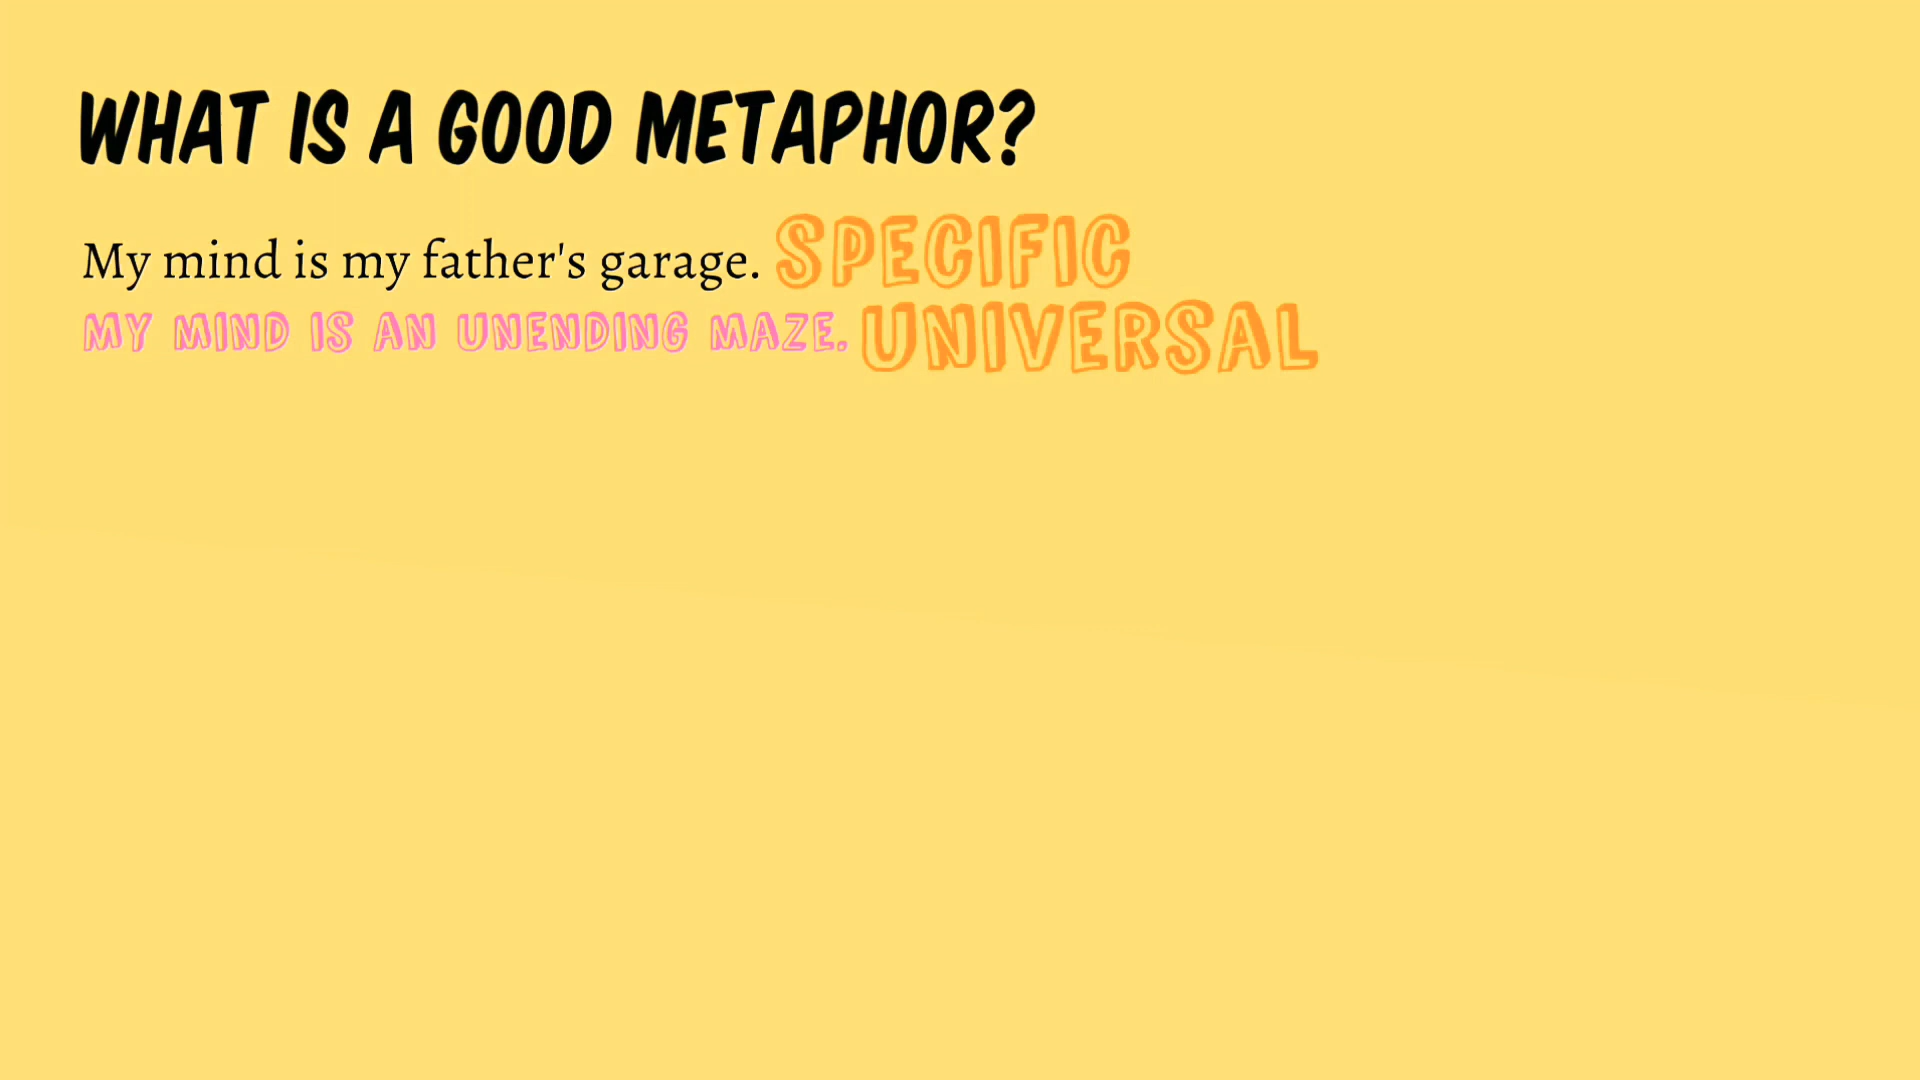 WHAT IS A GOOD METAPHOR?
My mind is my father's garage. SPECIFIC
MY MIND IS AN UNENDING MAZE. UNIVERSAL